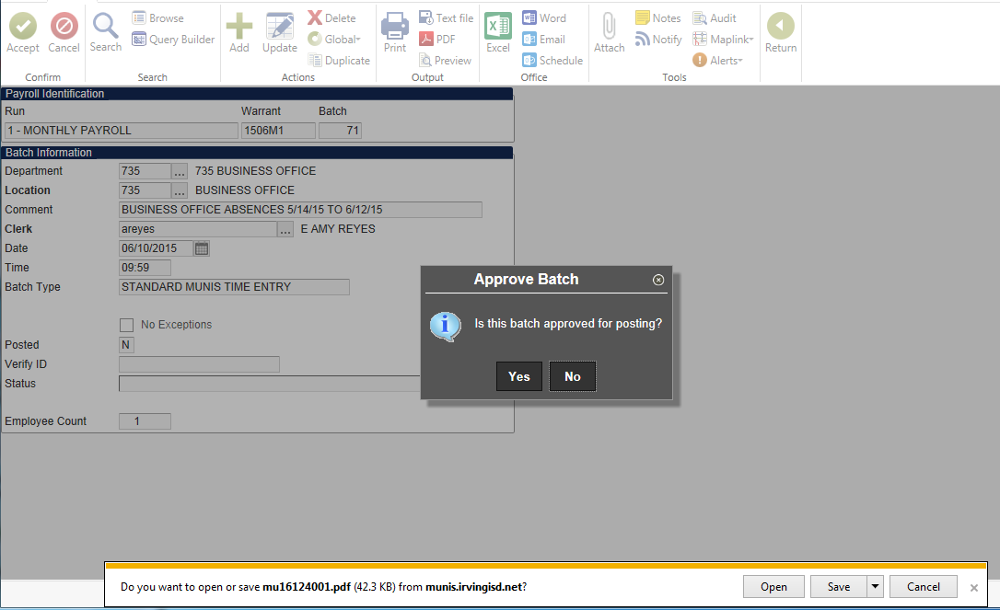 Accept Cancel Search Browse Query Builder Add Update Delete Global Duplicate Print Text file PDF Preview Excel Word Email Schedule Attach Notes Notify Audit Maplink Alerts Return
Confirm Search Actions Output Office Tools
Payroll Identification
Run Warrant Batch
1 - MONTHLY PAYROLL 1506M1 71
Batch Information
Department 735 ... 735 BUSINESS OFFICE
Location 735 ... BUSINESS OFFICE
Comment BUSINESS OFFICE ABSENCES 5/14/15 TO 6/12/15
Clerk areyes ... E AMY REYES
Date 06/10/2015
Time 09:59
Batch Type STANDARD MUNIS TIME ENTRY
No Exceptions
Posted N
Verify ID
Status
Employee Count 1
Approve Batch
Is this batch approved for posting?
Yes No
Do you want to open or save mu16124001.pdf (42.3 KB) from munis.irvingisd.net? Open Save Cancel ×